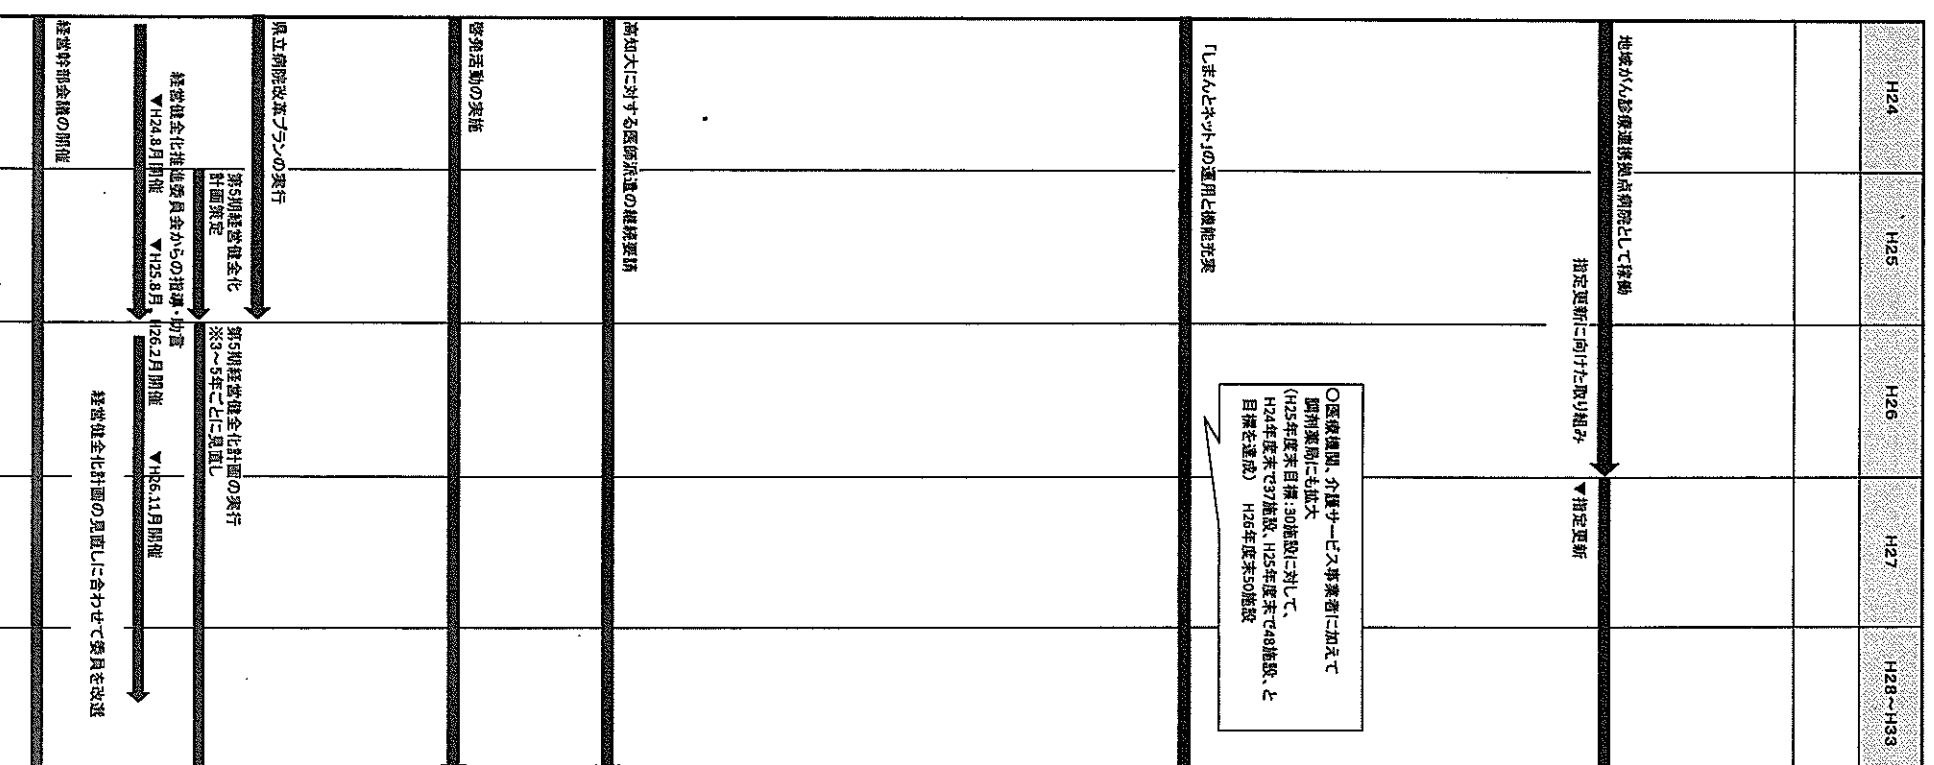 H24
H25
H26
H27
H28～H33
地域がん診療連携拠点病院として稼働
指定更新に向けた取り組み
▼指定更新
○医療機関、介護サービス事業者に加えて
調剤薬局にも拡大
(H25年度末目標:30施設に対して、
H24年度末で37施設、H25年度末で48施設、と
目標を達成) H26年度末50施設
「しまんとネット」の運用と機能充実
高知大に対する医師派遣の継続要請
啓発活動の実施
県立病院改革プランの実行
第5期経営健全化
計画策定
第5期経営健全化計画の実行
※3～5年ごとに見直し
経営健全化推進委員会からの指導・助言
▼H24.8月開催
▼H25.8月、H26.2月開催
▼H26.11月開催
経営健全化計画の見直しに合わせて委員を改選
経営幹部会議の開催